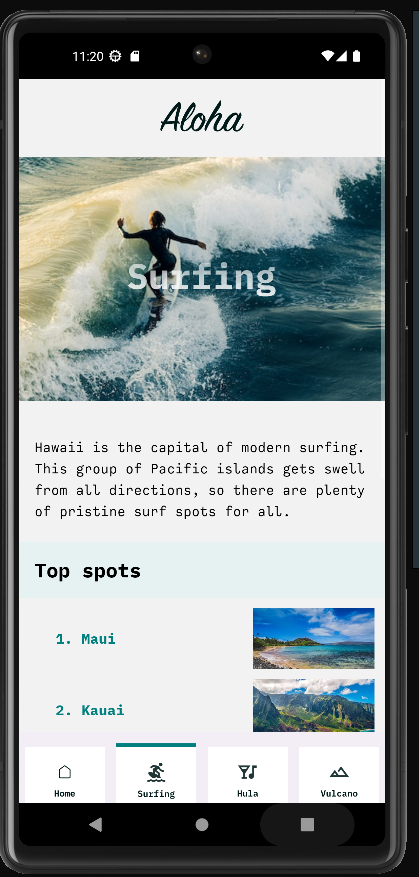 11:20
Aloha
Surfing
Hawaii is the capital of modern surfing.
This group of Pacific islands gets swell
from all directions, so there are plenty
of pristine surf spots for all.
Top spots
1. Maui
2. Kauai
Home Surfing Hula Vulcano